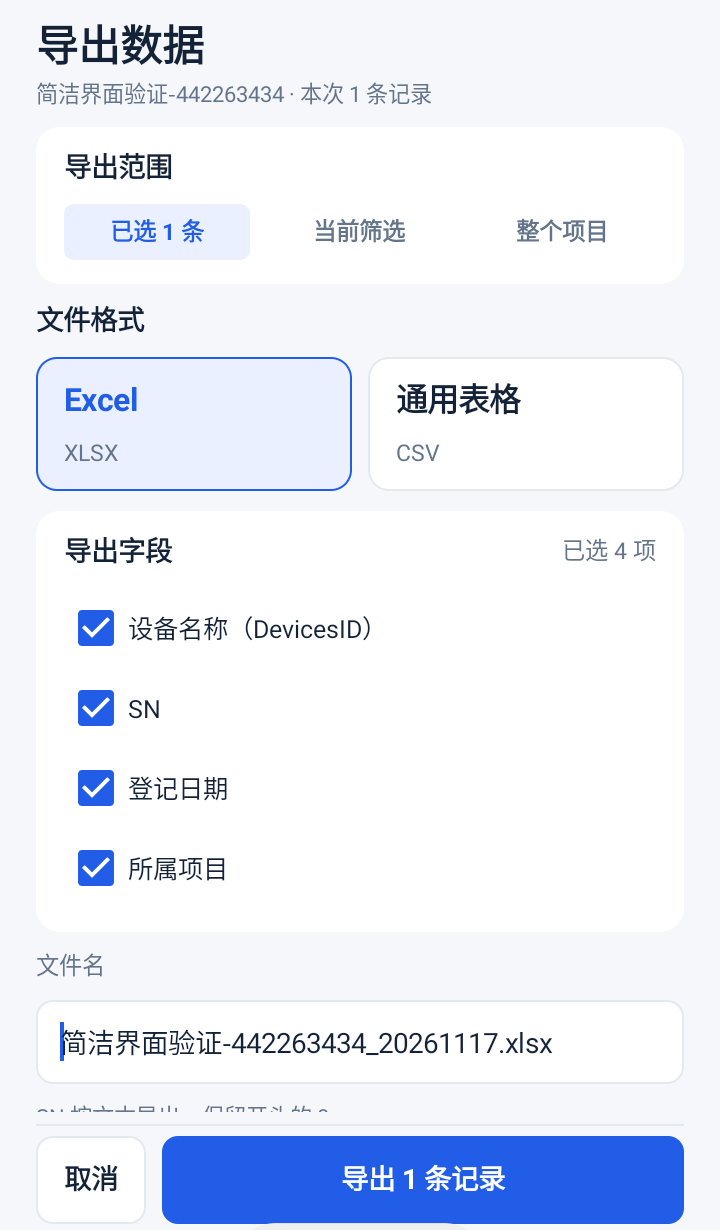 导出数据
简洁界面验证-442263434 · 本次 1 条记录
导出范围
已选 1 条
当前筛选
整个项目
文件格式
Excel
XLSX
通用表格
CSV
导出字段
已选 4 项
设备名称（DevicesID）
SN
登记日期
所属项目
文件名
简洁界面验证-442263434_20261117.xlsx
取消
导出 1 条记录